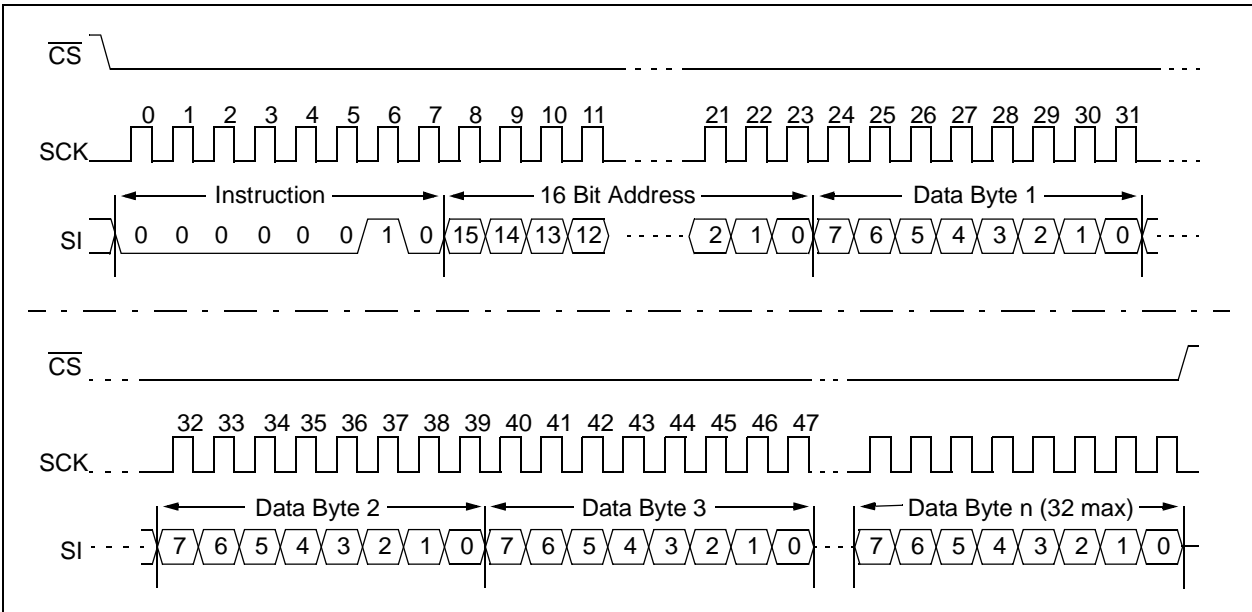 CS
0 1 2 3 4 5 6 7 8 9 10 11 21 22 23 24 25 26 27 28 29 30 31
SCK
Instruction 16 Bit Address Data Byte 1
SI 0 0 0 0 0 0 1 0 15 14 13 12 2 1 0 7 6 5 4 3 2 1 0
CS
32 33 34 35 36 37 38 39 40 41 42 43 44 45 46 47
SCK
Data Byte 2 Data Byte 3 Data Byte n (32 max)
SI 7 6 5 4 3 2 1 0 7 6 5 4 3 2 1 0 7 6 5 4 3 2 1 0